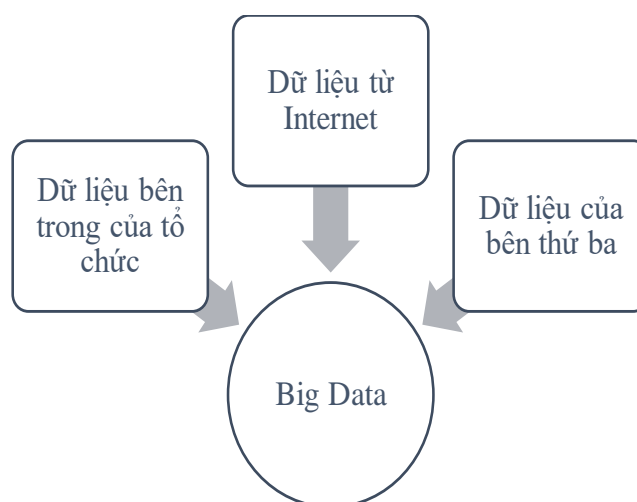 Dữ liệu từ
Internet
Dữ liệu bên
trong của tổ
chức
Dữ liệu của
bên thứ ba
Big Data